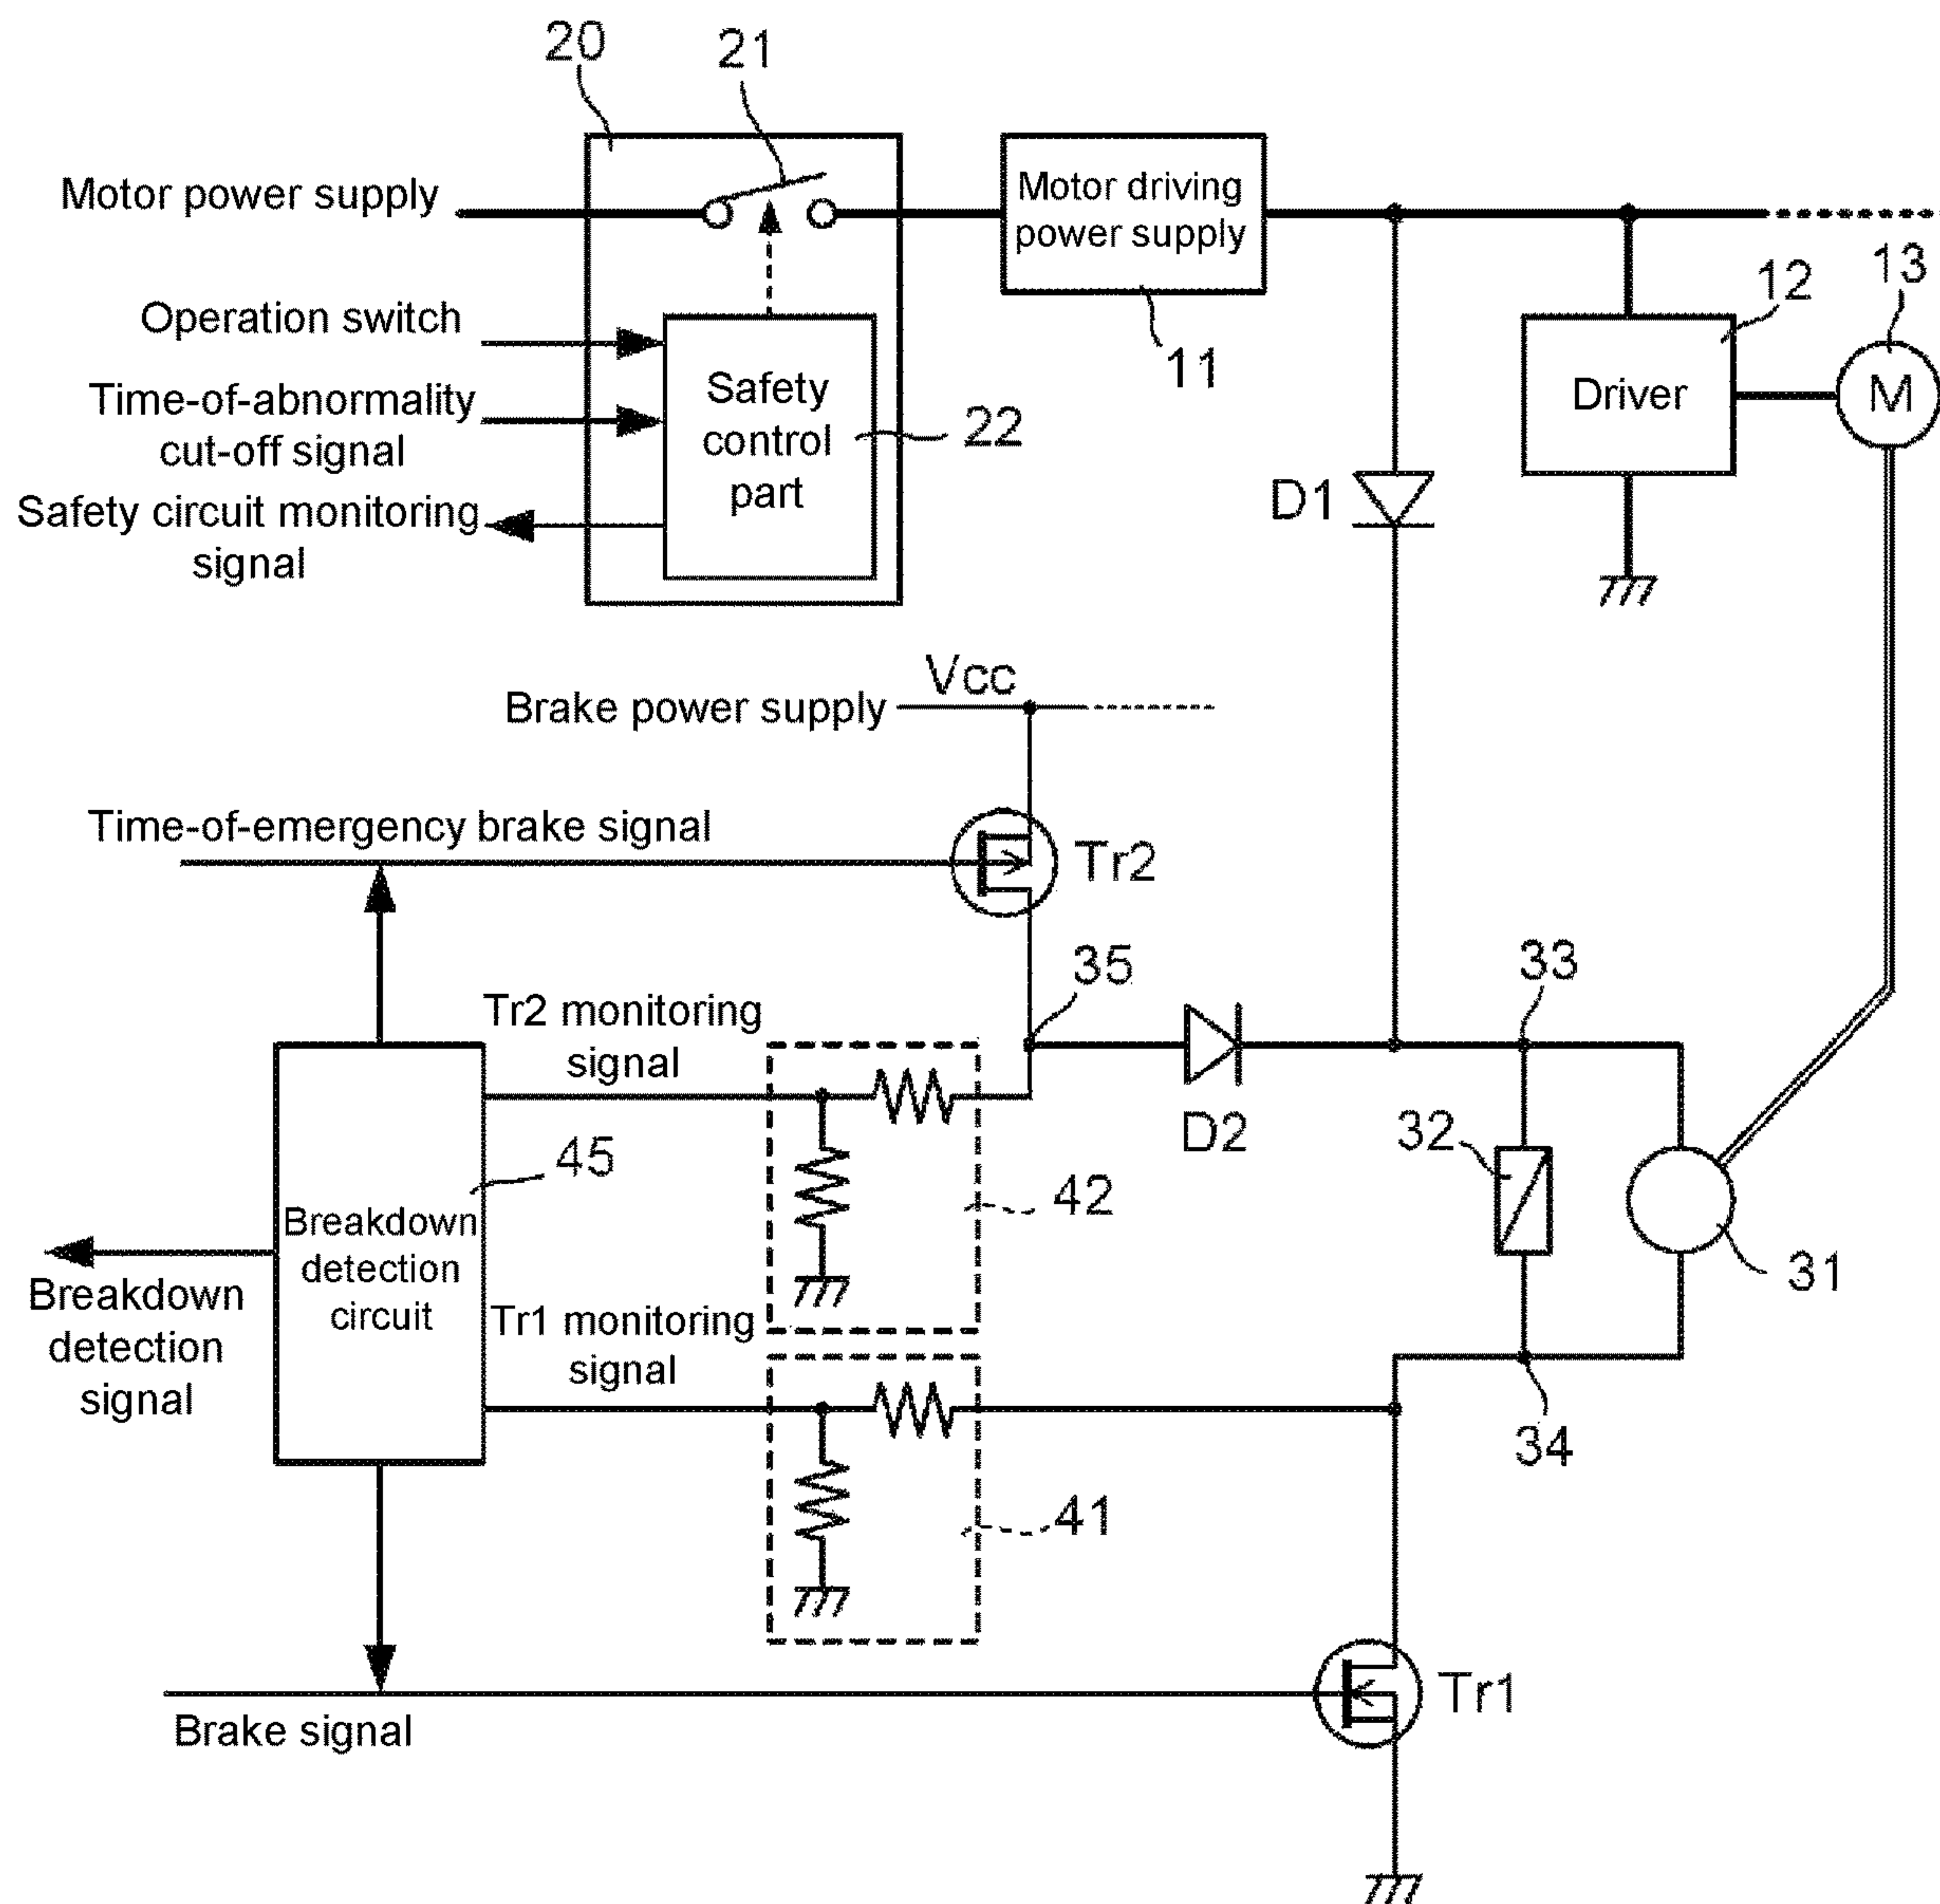 20
21
Motor power supply
Motor driving
power supply
11
12
13
Operation switch
Time-of-abnormality
cut-off signal
Safety circuit monitoring
signal
Safety
control
part
22
Driver
M
D1
Vcc
Brake power supply
Time-of-emergency brake signal
Tr2
35
33
Tr2 monitoring
signal
D2
32
31
45
42
Breakdown
detection
circuit
Breakdown
detection
signal
Tr1 monitoring
signal
34
41
Tr1
Brake signal